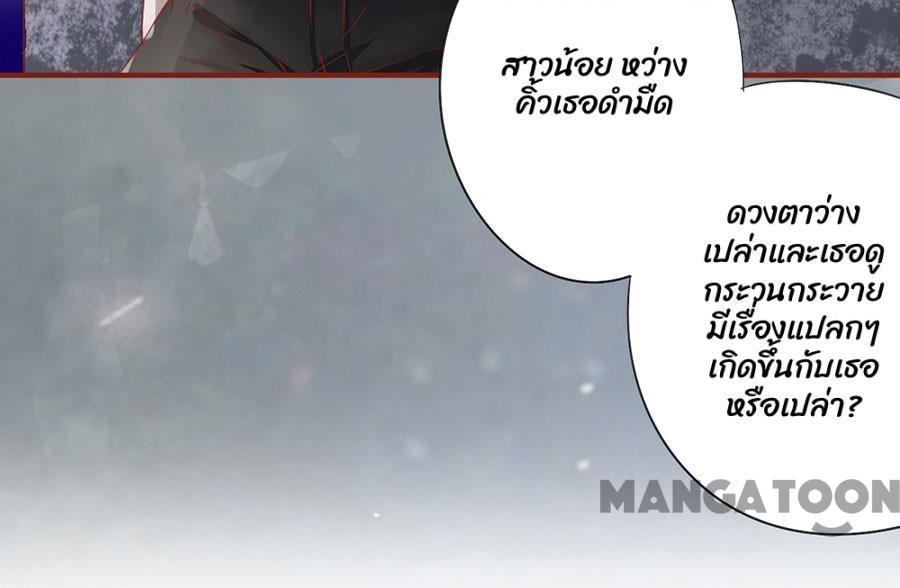 สาวน้อย หว่าง
คิ้วเธอดำมืด
ดวงตาว่าง
เปล่าและเธอดู
กระวนกระวาย
มีเรื่องแปลกๆ
เกิดขึ้นกับเธอ
หรือเปล่า?
MANGATOON